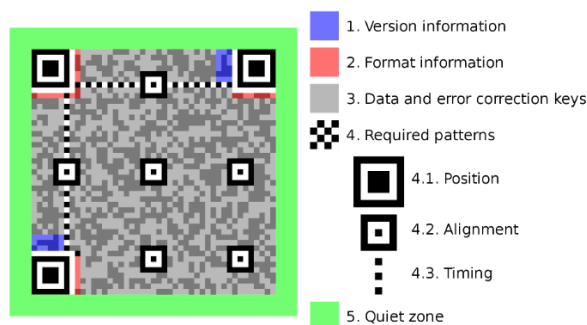 1. Version information
2. Format information
3. Data and error correction keys
4. Required patterns
4.1. Position
4.2. Alignment
4.3. Timing
5. Quiet zone